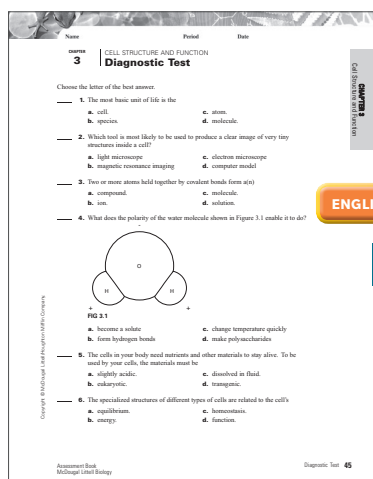 Name Period Date
CHAPTER
3
CELL STRUCTURE AND FUNCTION
Diagnostic Test
CHAPTER 3
Cell Structure and Function
Choose the letter of the best answer.
1. The most basic unit of life is the
a. cell. c. atom.
b. species. d. molecule.
2. Which tool is most likely to be used to produce a clear image of very tiny
structures inside a cell?
a. light microscope c. electron microscope
b. magnetic resonance imaging d. computer model
3. Two or more atoms held together by covalent bonds form a(n)
a. compound. c. molecule.
b. ion. d. solution.
ENGL
4. What does the polarity of the water molecule shown in Figure 3.1 enable it to do?
–
O
H H
+ +
FIG 3.1
a. become a solute c. change temperature quickly
b. form hydrogen bonds d. make polysaccharides
5. The cells in your body need nutrients and other materials to stay alive. To be
used by your cells, the materials must be
a. slightly acidic. c. dissolved in fluid.
b. eukaryotic. d. transgenic.
6. The specialized structures of different types of cells are related to the cell's
a. equilibrium. c. homeostasis.
b. energy. d. function.
Copyright © McDougal Littell/Houghton Mifflin Company.
Assessment Book
McDougal Littell Biology
Diagnostic Test 45